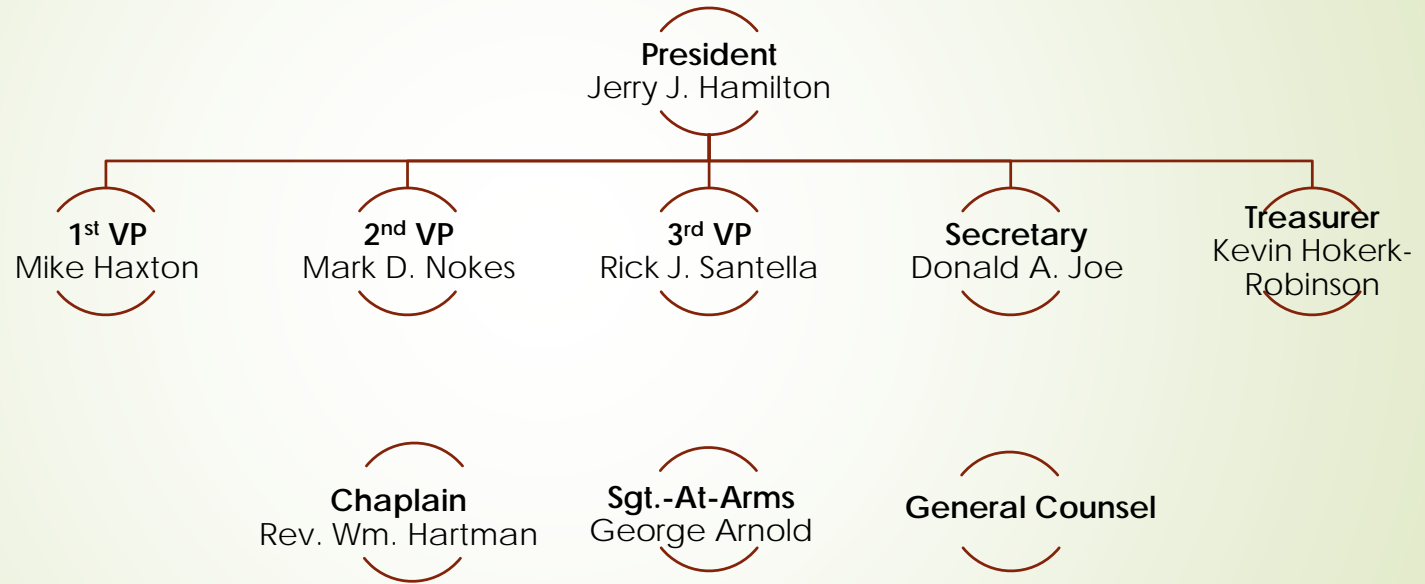 President
Jerry J. Hamilton
1st VP
Mike Haxton
2nd VP
Mark D. Nokes
3rd VP
Rick J. Santella
Secretary
Donald A. Joe
Treasurer
Kevin Hokerk-
Robinson
Chaplain
Rev. Wm. Hartman
Sgt.-At-Arms
George Arnold
General Counsel